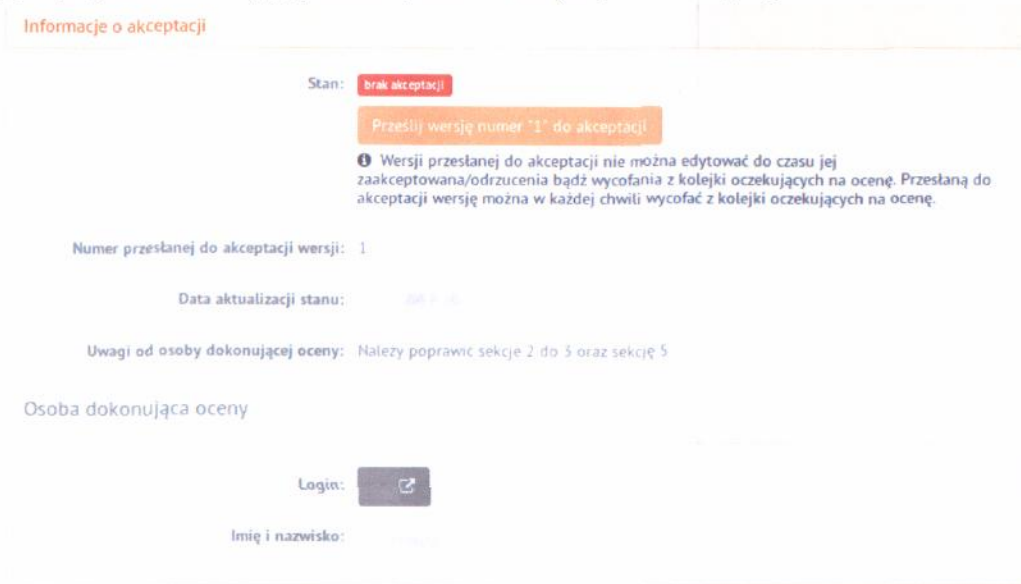 Informacje o akceptacji
Stan: brak akceptacji
Prześlij wersję numer "1" do akceptacji
Wersji przesłanej do akceptacji nie można edytować do czasu jej
zaakceptowana/odrzucenia bądź wycofania z kolejki oczekujących na ocenę. Przesłaną do
akceptacji wersję można w każdej chwili wycofać z kolejki oczekujących na ocenę.
Numer przesłanej do akceptacji wersji: 1
Data aktualizacji stanu:
Uwagi od osoby dokonującej oceny: Należy poprawic sekcje 2 do 3 oraz sekcję 5
Osoba dokonująca oceny
Login:
Imię i nazwisko: